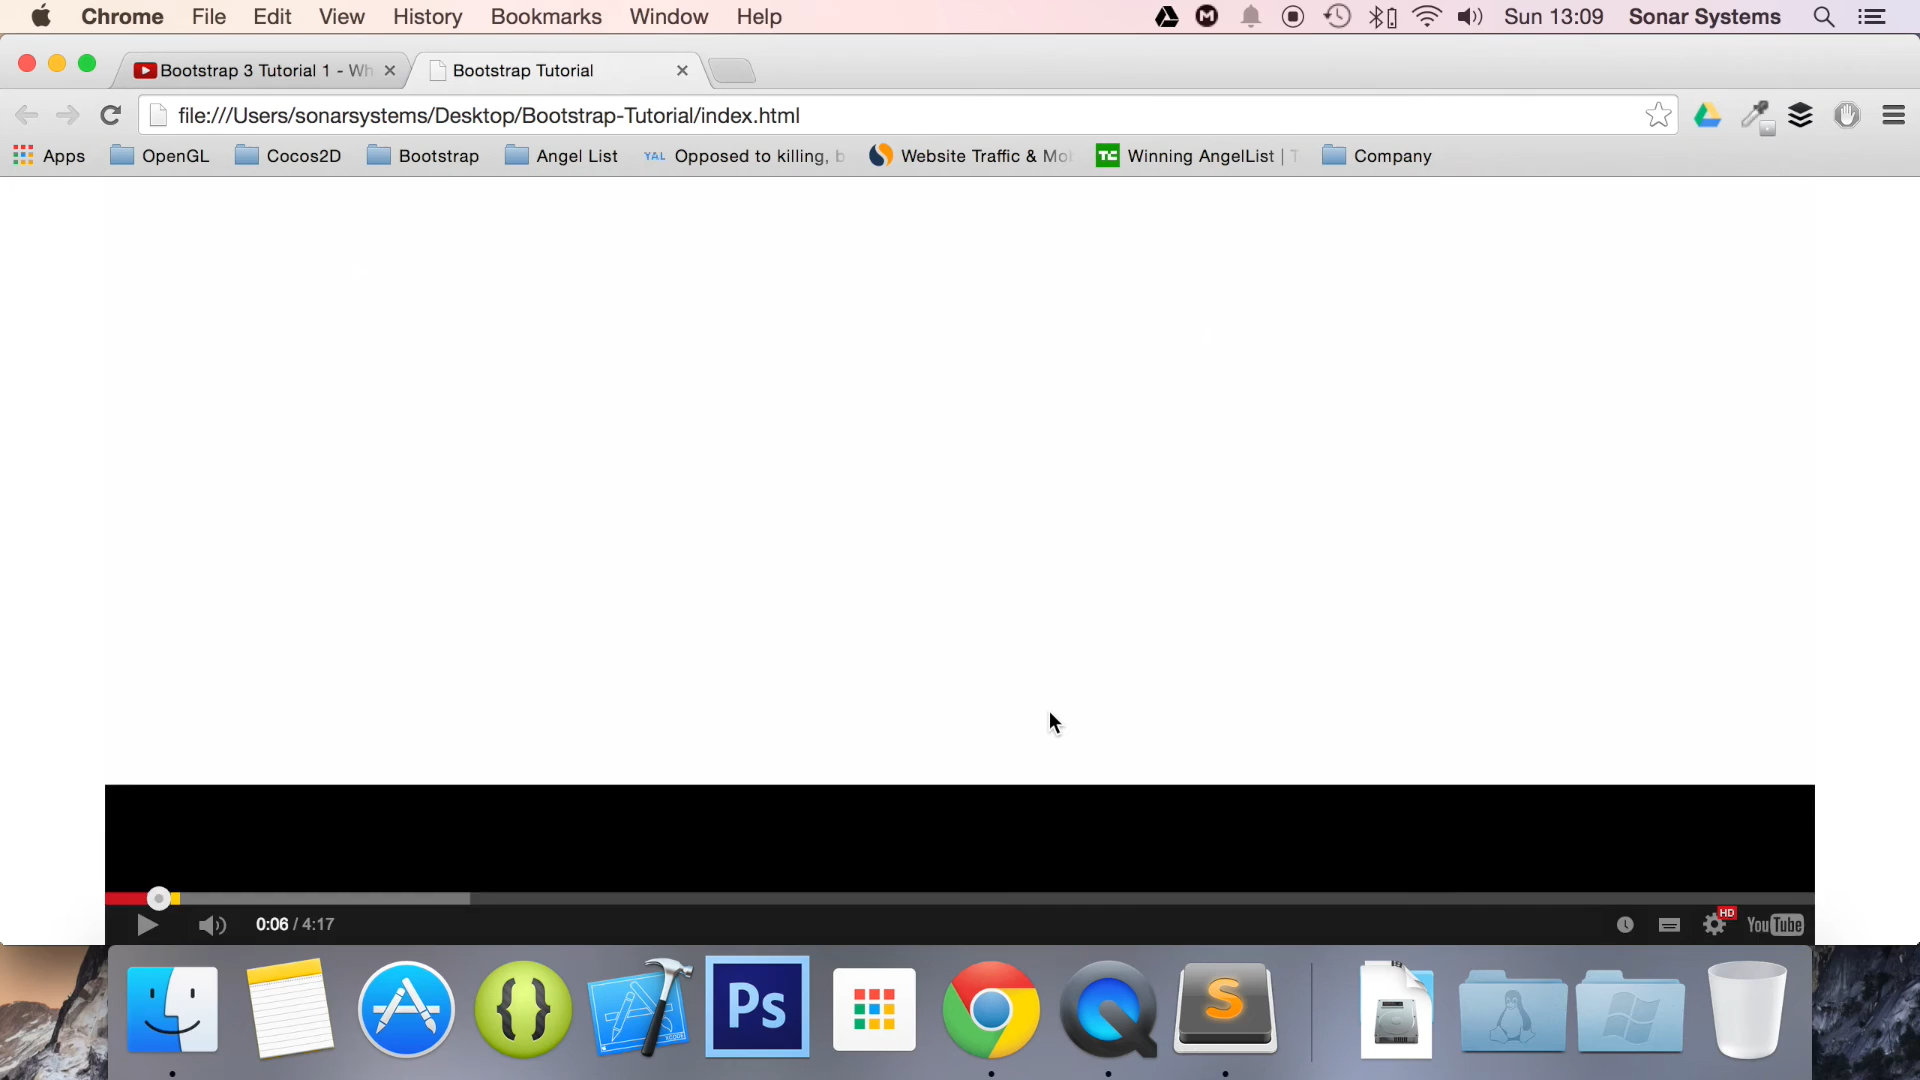 Chrome File Edit View History Bookmarks Window Help Sun 13:09 Sonar Systems
Bootstrap 3 Tutorial 1 - Wh Bootstrap Tutorial
file:///Users/sonarsystems/Desktop/Bootstrap-Tutorial/index.html
Apps OpenGL Cocos2D Bootstrap Angel List YAL Opposed to killing, b Website Traffic & Mo TC Winning AngelList | T Company
0:06 / 4:17 HD YouTube
Ps S